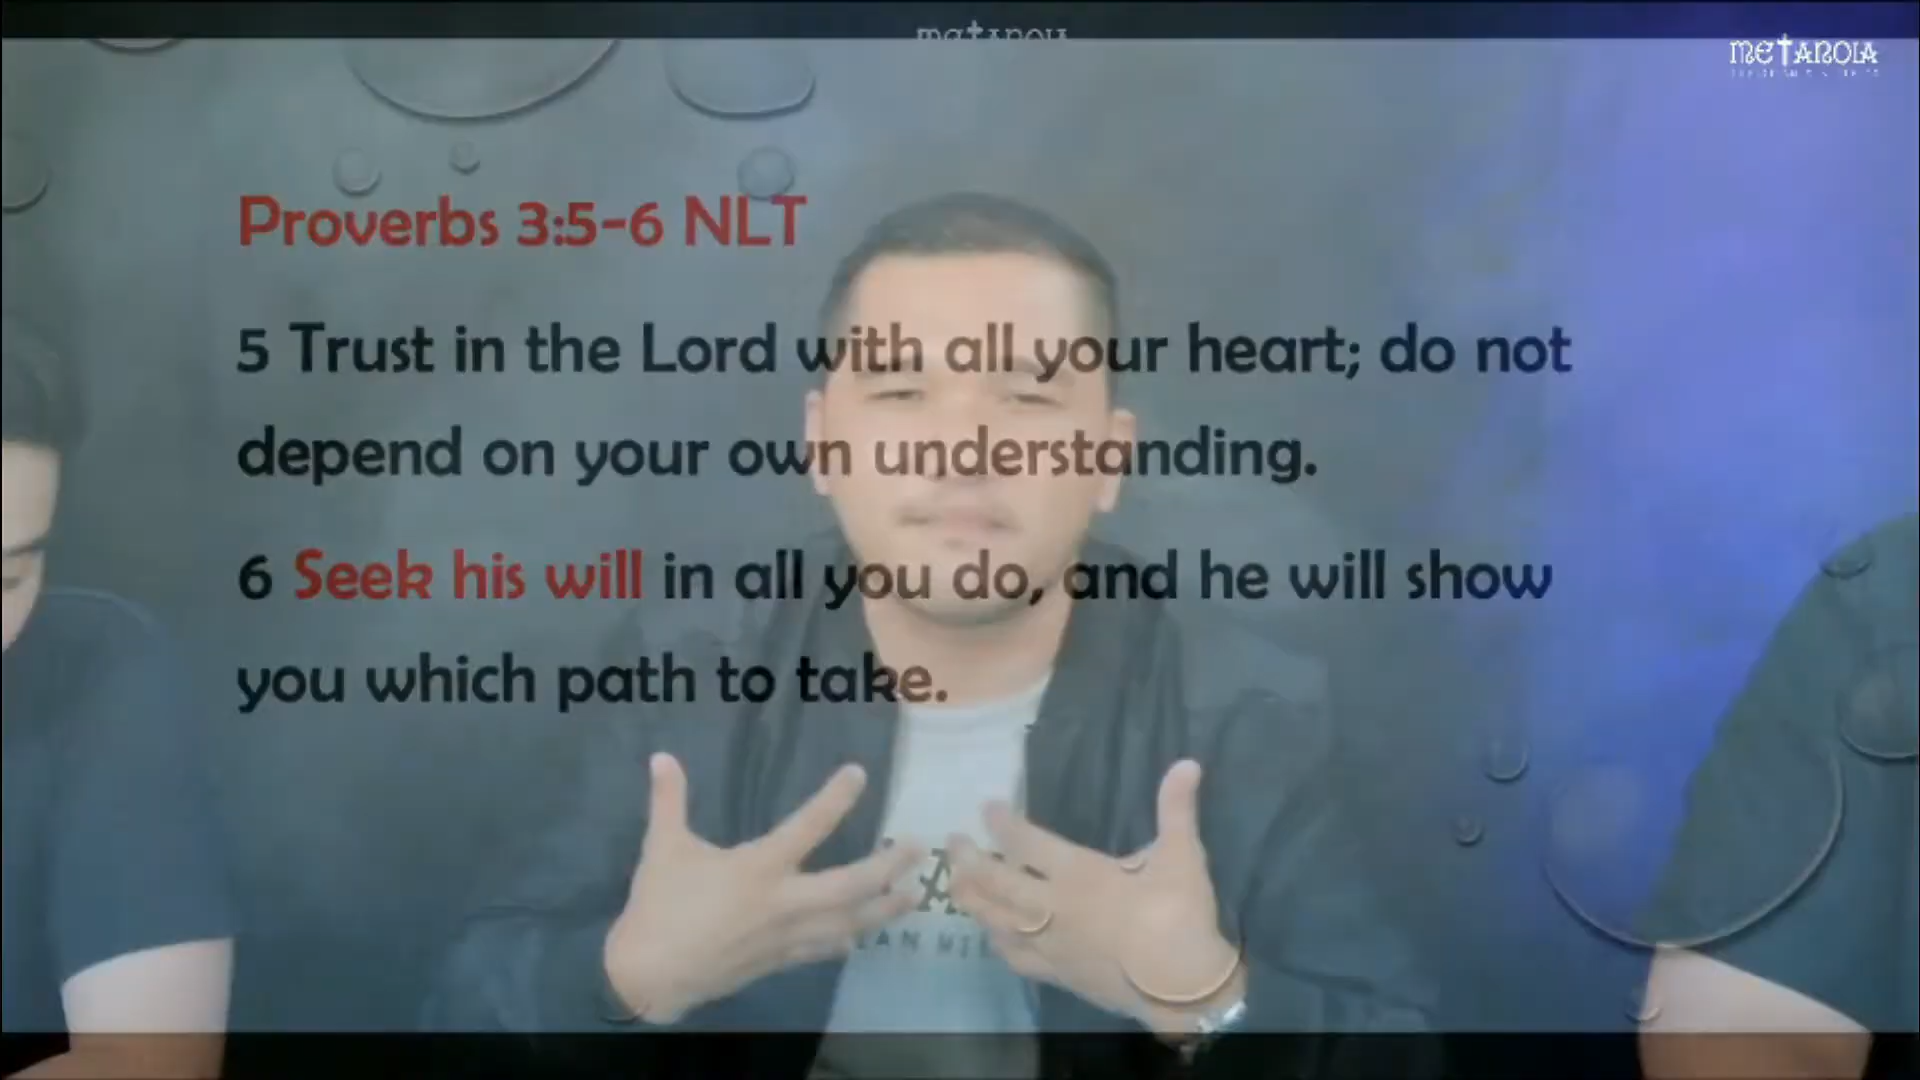 METANOIA
METANOIA
Proverbs 3:5-6 NLT
5 Trust in the Lord with all your heart; do not
depend on your own understanding.
6 Seek his will in all you do, and he will show
you which path to take.